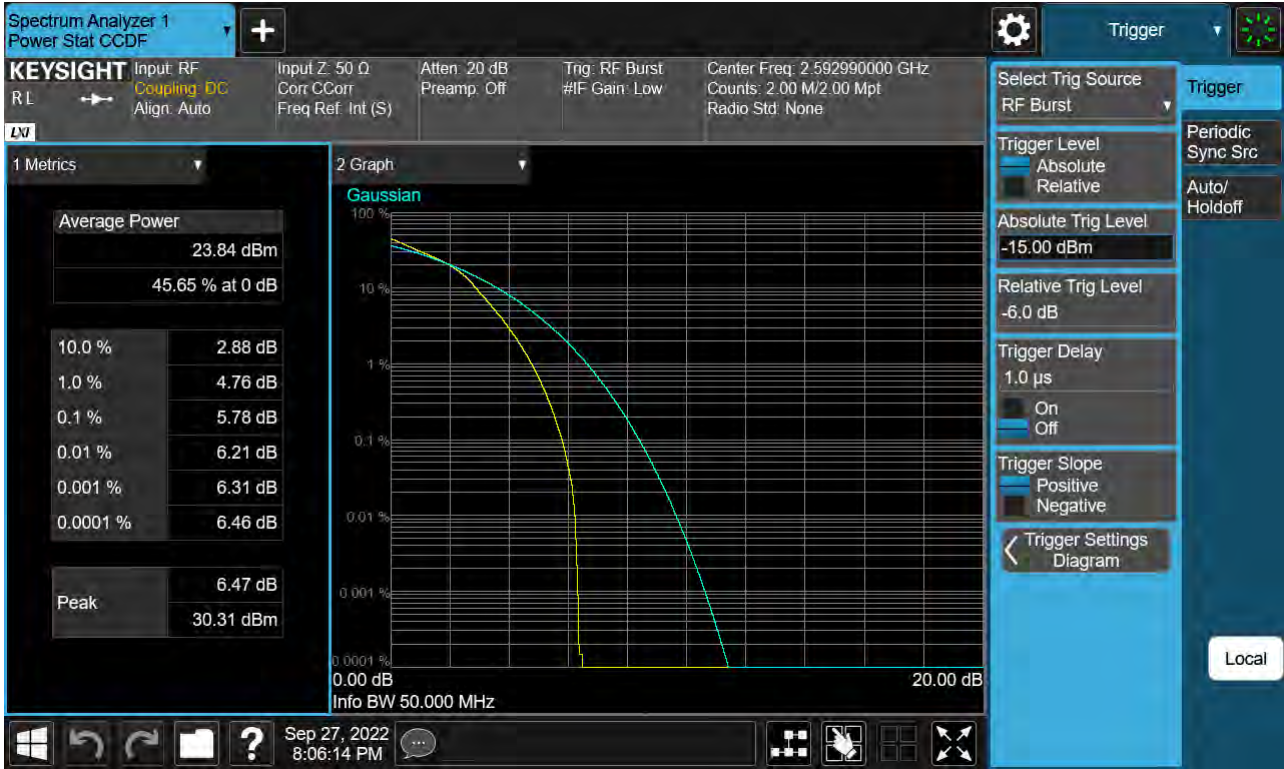 Spectrum Analyzer 1
Power Stat CCDF
+
Trigger
KEYSIGHT
R L
LXI
Input: RF
Coupling: DC
Align: Auto
Input Z: 50 Ω
Corr CCorr
Freq Ref: Int (S)
Atten: 20 dB
Preamp: Off
Trig: RF Burst
#IF Gain: Low
Center Freq: 2.592990000 GHz
Counts: 2.00 M/2.00 Mpt
Radio Std: None
1 Metrics
Average Power
23.84 dBm
45.65 % at 0 dB
10.0 % 2.88 dB
1.0 % 4.76 dB
0.1 % 5.78 dB
0.01 % 6.21 dB
0.001 % 6.31 dB
0.0001 % 6.46 dB
Peak
6.47 dB
30.31 dBm
2 Graph
Gaussian
100 %
10 %
1 %
0.1 %
0.01 %
0.001 %
0.0001 %
0.00 dB 20.00 dB
Info BW 50.000 MHz
Select Trig Source
RF Burst
Trigger Level
Absolute
Relative
Absolute Trig Level
-15.00 dBm
Relative Trig Level
-6.0 dB
Trigger Delay
1.0 µs
On
Off
Trigger Slope
Positive
Negative
Trigger Settings
Diagram
Trigger
Periodic
Sync Src
Auto/
Holdoff
Local
?
Sep 27, 2022
8:06:14 PM